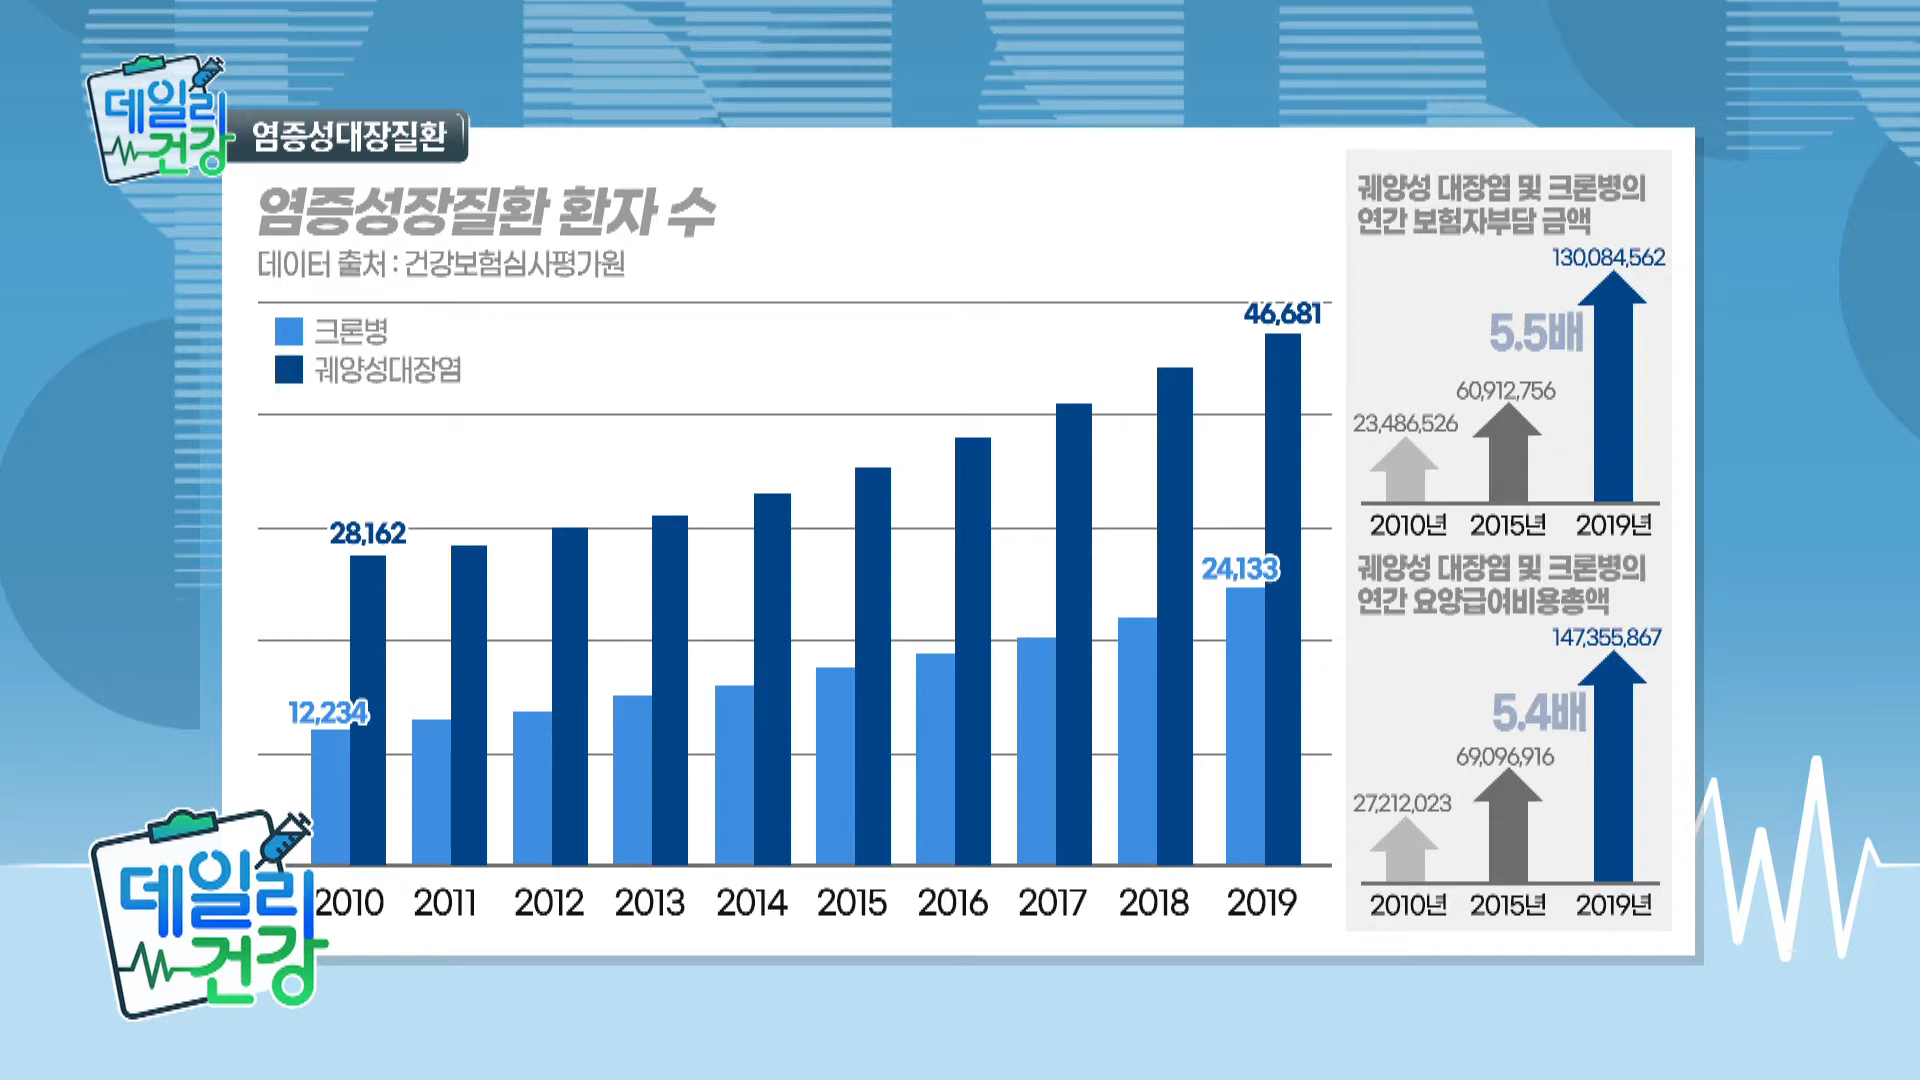 데일리
건강
염증성대장질환
염증성장질환 환자 수
데이터 출처 : 건강보험심사평가원
크론병
궤양성대장염
46,681
28,162
24,133
12,234
2010 2011 2012 2013 2014 2015 2016 2017 2018 2019
궤양성 대장염 및 크론병의
연간 보험자부담 금액
130,084,562
5.5배
60,912,756
23,486,526
2010년 2015년 2019년
궤양성 대장염 및 크론병의
연간 요양급여비용총액
147,355,867
5.4배
69,096,916
27,212,023
2010년 2015년 2019년
데일리
건강